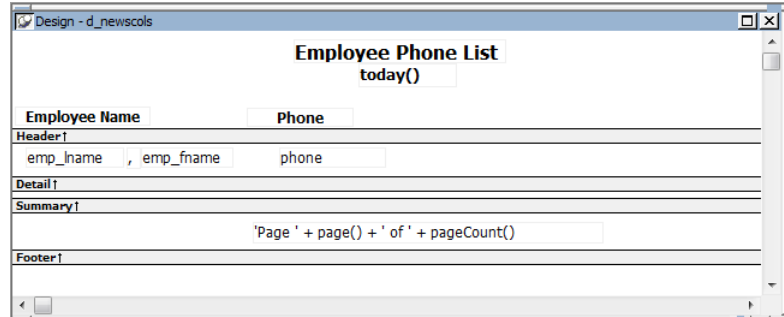 Design - d_newscols
Employee Phone List
today()
Employee Name Phone
Header↑
emp_lname , emp_fname phone
Detail↑
Summary↑
'Page ' + page() + ' of ' + pageCount()
Footer↑